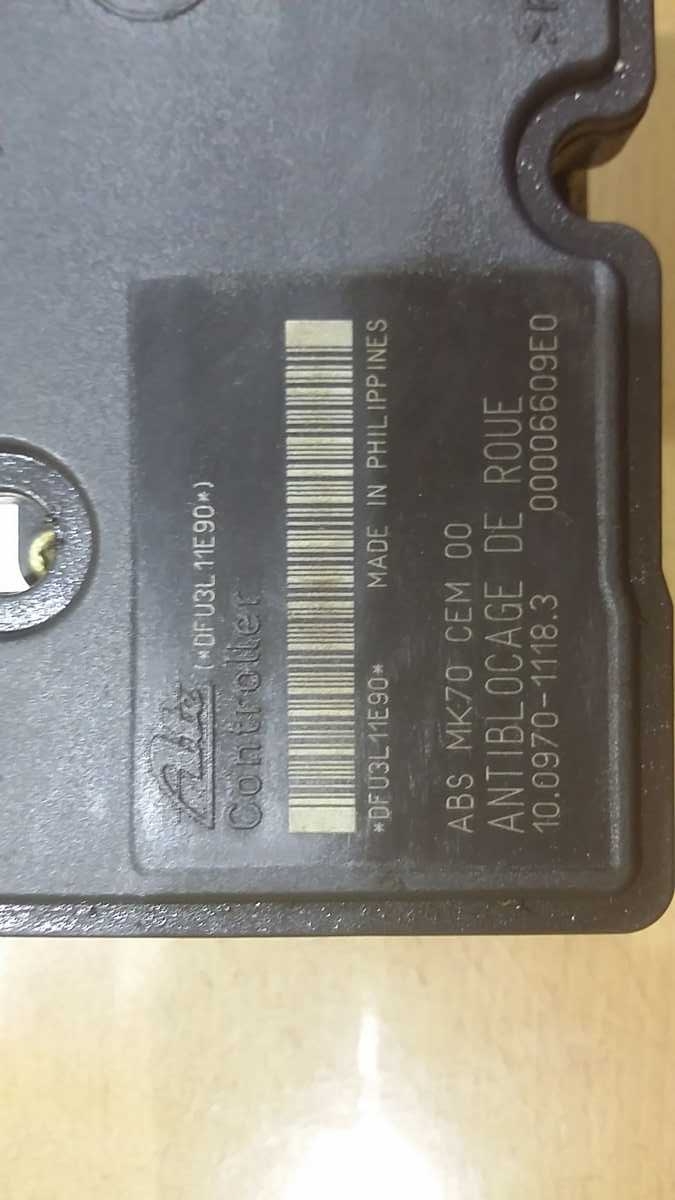 Ate (*DFU3L11E90*)
Controller
*DFU3L11E90* MADE IN PHILIPPINES
ABS MK70 CEM 00
ANTIBLOCAGE DE ROUE
10.0970-1118.3 00006609E0